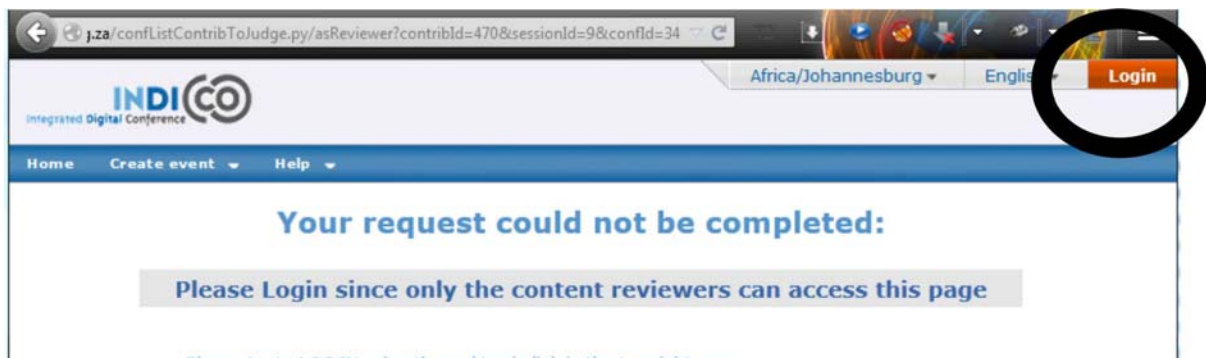 .za/confListContribToJudge.py/asReviewer?contribId=470&sessionId=9&confId=34
Africa/Johannesburg
Login
INDICO
Integrated Digital Conference
Home Create event Help
Your request could not be completed:
Please Login since only the content reviewers can access this page